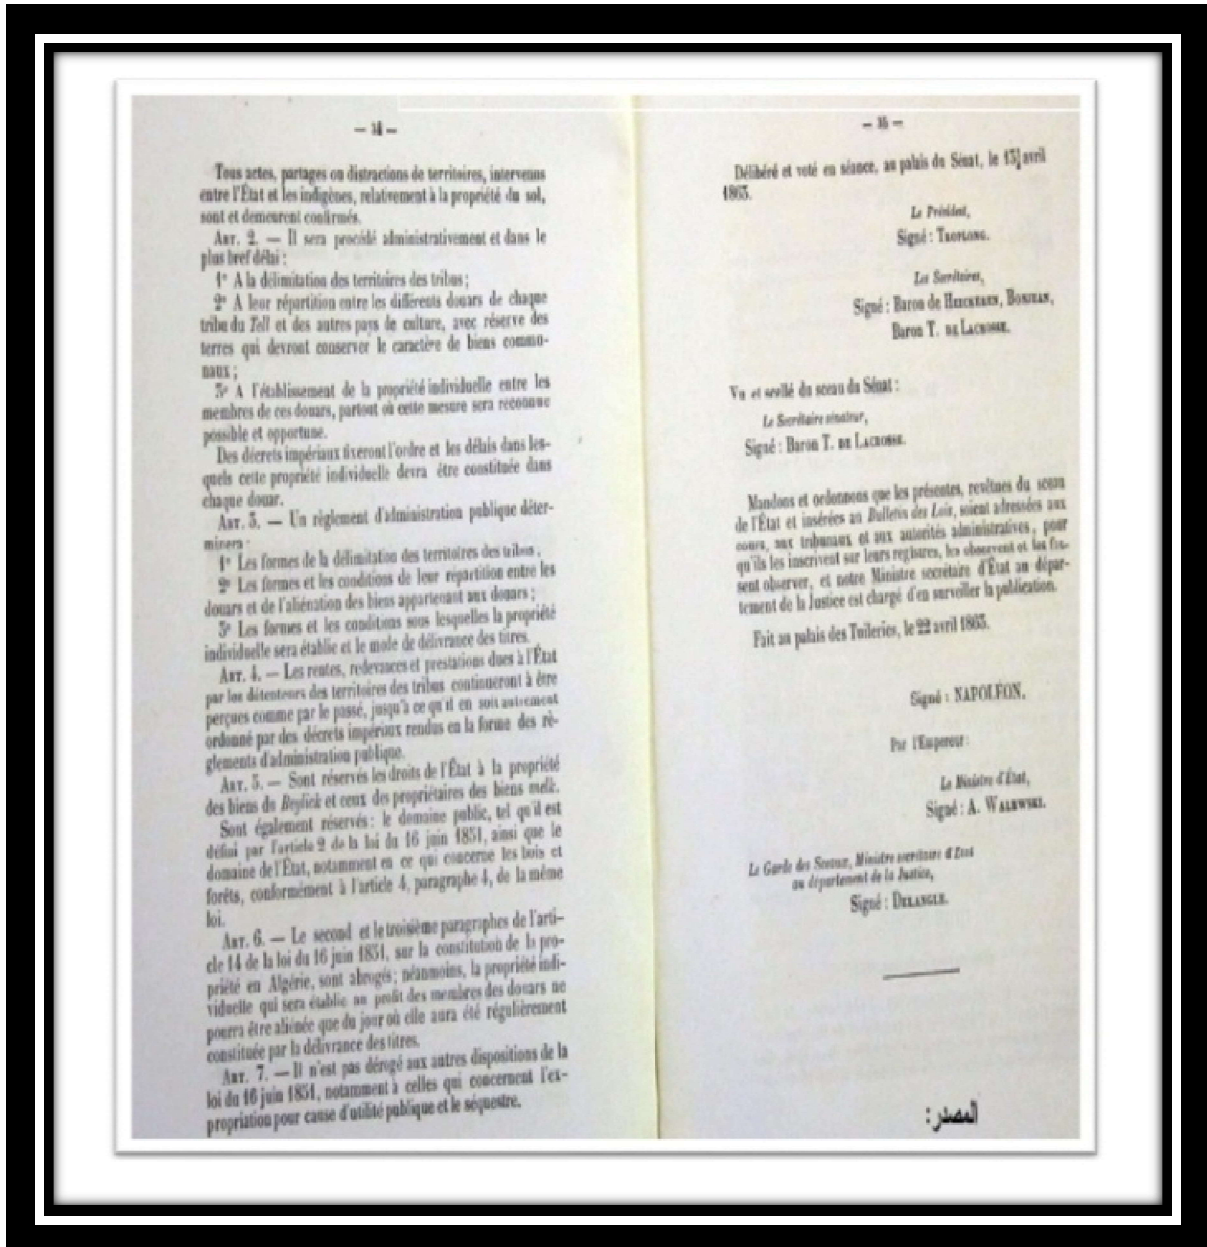 — 34 —
Tous actes, partages ou distractions de territoires, intervenus
entre l'État et les indigènes, relativement à la propriété du sol,
sont et demeurent confirmés.
ART. 2. — Il sera procédé administrativement et dans le
plus bref délai :
1° A la délimitation des territoires des tribus ;
2° A leur répartition entre les différents douars de chaque
tribu du Tell et des autres pays de culture, avec réserve des
terres qui devront conserver le caractère de biens commu-
naux ;
3° A l'établissement de la propriété individuelle entre les
membres de ces douars, partout où cette mesure sera reconnue
possible et opportune.
Des décrets impériaux fixeront l'ordre et les délais dans les-
quels cette propriété individuelle devra être constituée dans
chaque douar.
ART. 3. — Un règlement d'administration publique déter-
minera :
1° Les formes de la délimitation des territoires des tribus ;
2° Les formes et les conditions de leur répartition entre les
douars et de l'aliénation des biens appartenant aux douars ;
3° Les formes et les conditions sous lesquelles la propriété
individuelle sera établie et le mode de délivrance des titres.
ART. 4. — Les rentes, redevances et prestations dues à l'État
par les détenteurs des territoires des tribus continueront à être
perçues comme par le passé, jusqu'à ce qu'il en soit autrement
ordonné par des décrets impériaux rendus en la forme des rè-
glements d'administration publique.
ART. 5. — Sont réservés les droits de l'État à la propriété
des biens du Beylick et ceux des propriétaires des biens melk.
Sont également réservés : le domaine public, tel qu'il est
défini par l'article 2 de la loi du 16 juin 1851, ainsi que le
domaine de l'État, notamment en ce qui concerne les bois et
forêts, conformément à l'article 4, paragraphe 4, de la même
loi.
ART. 6. — Le second et le troisième paragraphes de l'arti-
cle 14 de la loi du 16 juin 1851, sur la constitution de la pro-
priété en Algérie, sont abrogés ; néanmoins, la propriété indi-
viduelle qui sera établie au profit des membres des douars ne
pourra être aliénée que du jour où elle aura été régulièrement
constituée par la délivrance des titres.
ART. 7. — Il n'est pas dérogé aux autres dispositions de la
loi du 16 juin 1851, notamment à celles qui concernent l'ex-
propriation pour cause d'utilité publique et le séquestre.
— 35 —
Délibéré et voté en séance, au palais du Sénat, le 13 avril
1863.
Le Président,
Signé : TROPLONG.
Les Secrétaires,
Signé : Baron de HEECKEREN, BONJEAN,
Baron T. DE LACROSSE.
Vu et scellé du sceau du Sénat :
Le Secrétaire sénateur,
Signé : Baron T. DE LACROSSE.
Mandons et ordonnons que les présentes, revêtues du sceau
de l'État et insérées au Bulletin des Lois, soient adressées aux
cours, aux tribunaux et aux autorités administratives, pour
qu'ils les inscrivent sur leurs registres, les observent et les fas-
sent observer, et notre Ministre secrétaire d'État au dépar-
tement de la Justice est chargé d'en surveiller la publication.
Fait au palais des Tuileries, le 22 avril 1863.
Signé : NAPOLÉON.
Par l'Empereur :
Le Ministre d'État,
Signé : A. WALEWSKI.
Le Garde des Sceaux, Ministre secrétaire d'État
au département de la Justice,
Signé : DELANGLE.
المصدر: